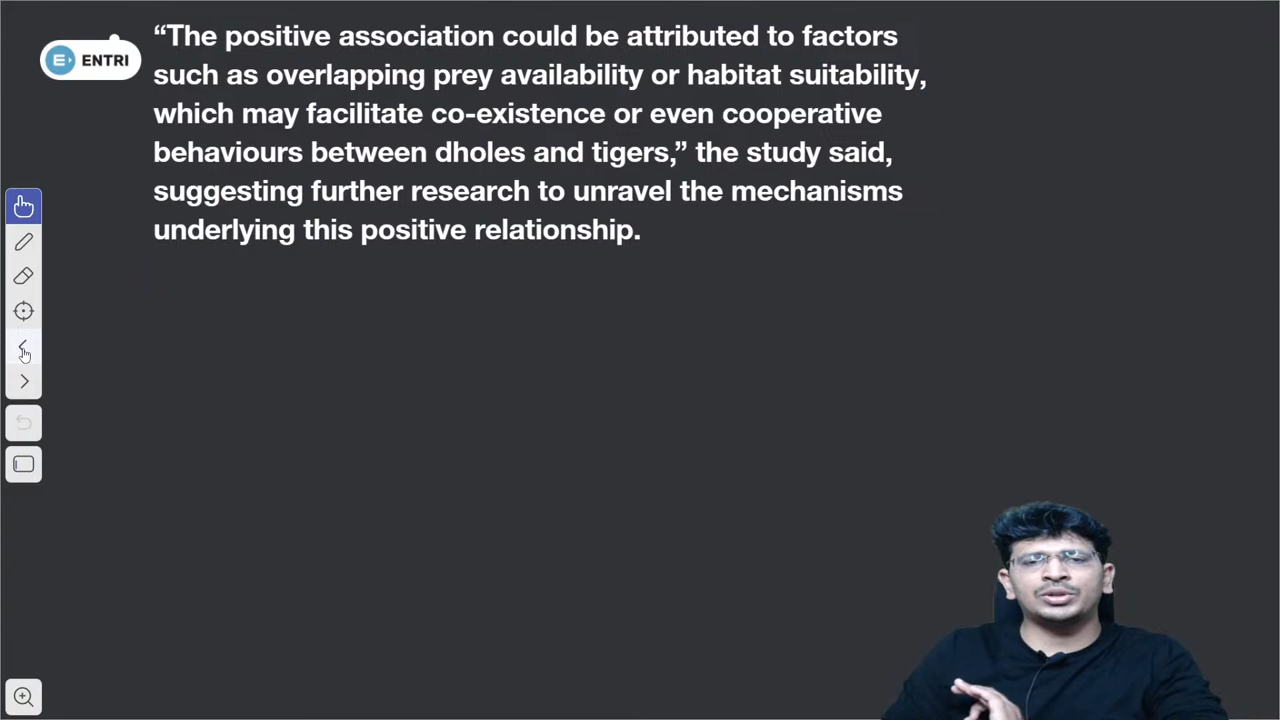 ENTRI
“The positive association could be attributed to factors
such as overlapping prey availability or habitat suitability,
which may facilitate co-existence or even cooperative
behaviours between dholes and tigers,” the study said,
suggesting further research to unravel the mechanisms
underlying this positive relationship.